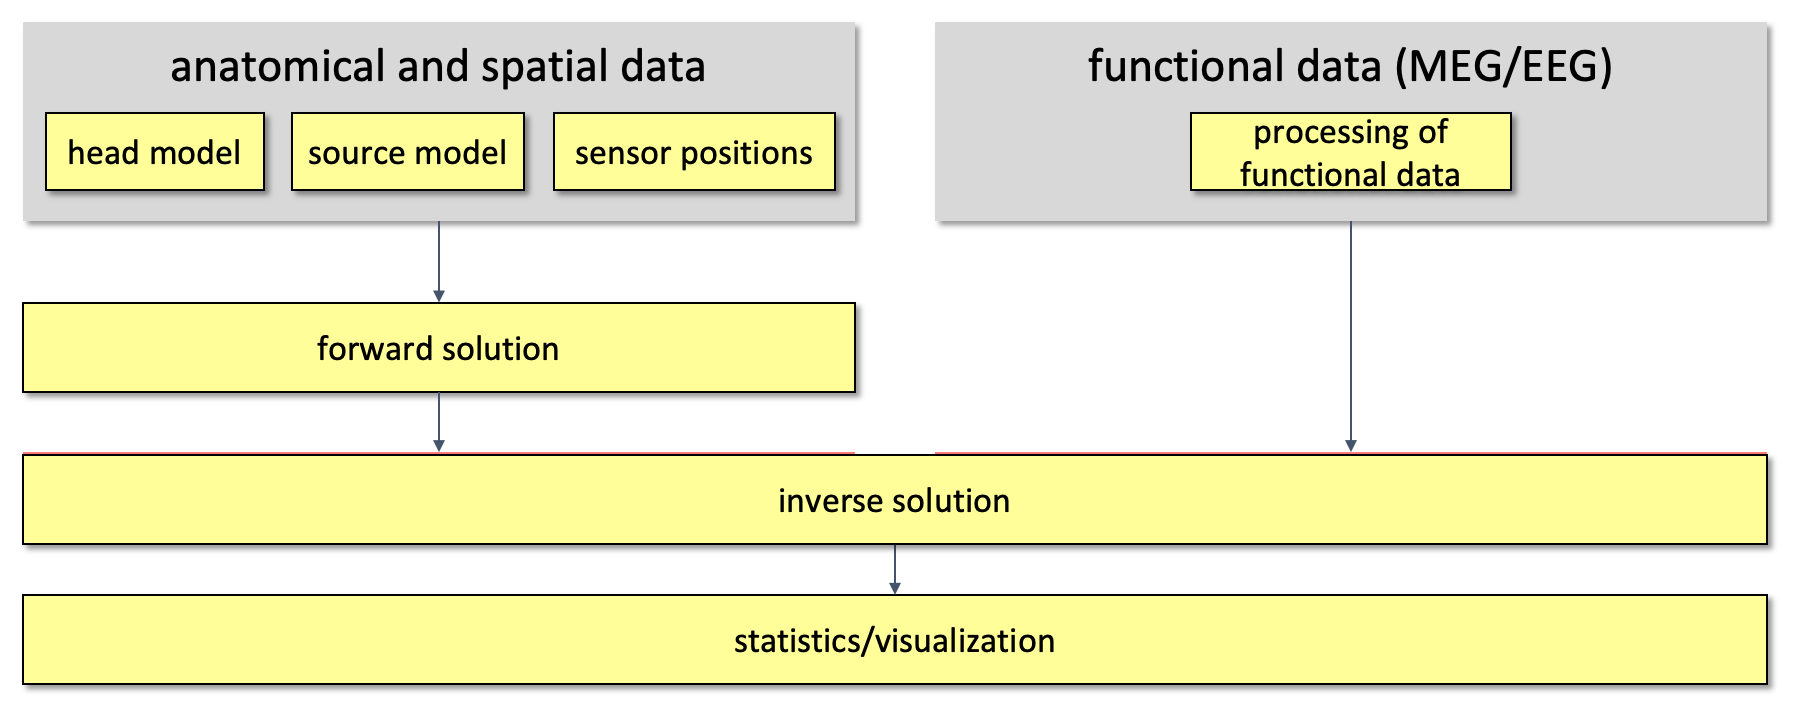 anatomical and spatial data
head model
source model
sensor positions
functional data (MEG/EEG)
processing of
functional data
forward solution
inverse solution
statistics/visualization